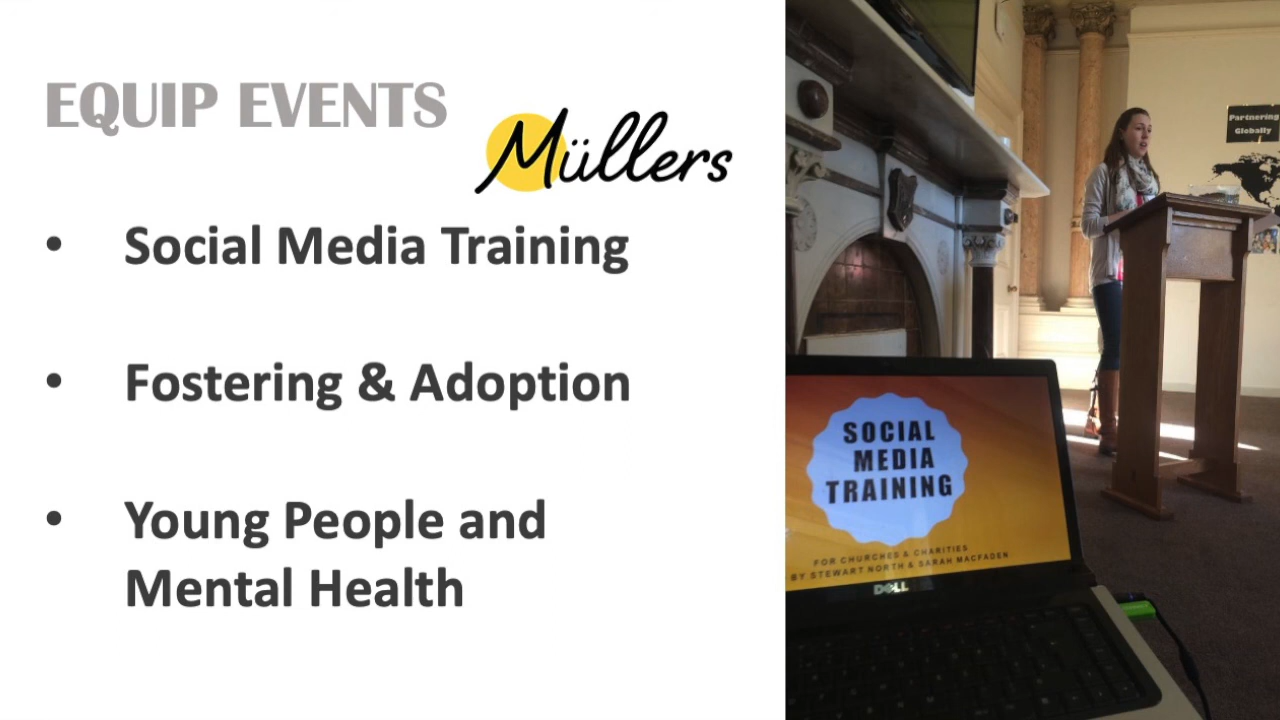 EQUIP EVENTS
Müllers
• Social Media Training
• Fostering & Adoption
• Young People and
Mental Health
Partnering
Globally
SOCIAL
MEDIA
TRAINING
FOR CHURCHES & CHARITIES
BY STEWART NORTH & SARAH MACFADEN
DELL